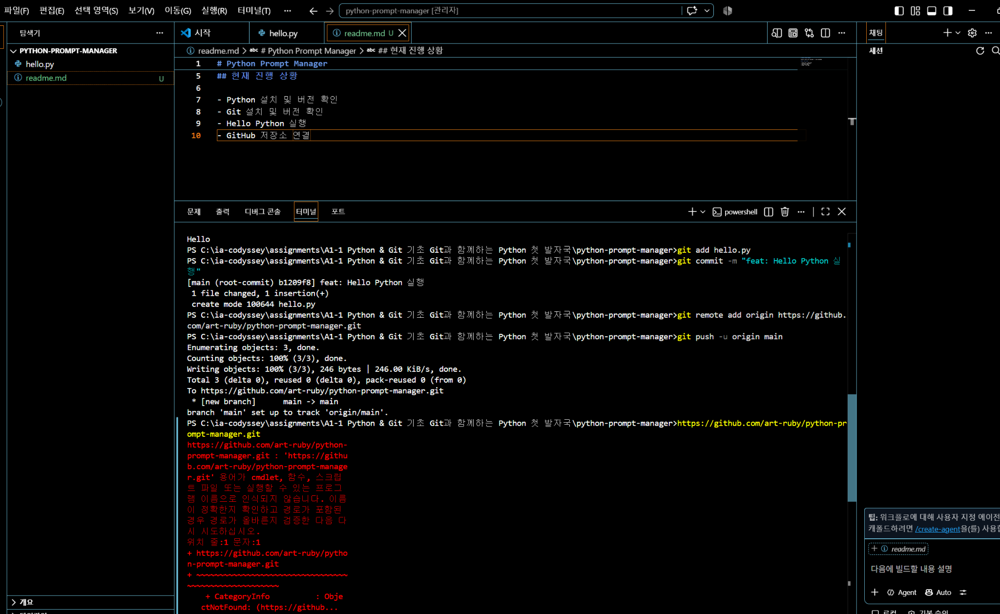 파일(F) 편집(E) 선택 영역(S) 보기(V) 이동(G) 실행(R) 터미널(T) ··· python-prompt-manager [관리자]
탐색기 ···
PYTHON-PROMPT-MANAGER
hello.py
readme.md U
개요
시작 hello.py readme.md U
readme.md > # Python Prompt Manager > ## 현재 진행 상황
1 # Python Prompt Manager
5 ## 현재 진행 상황
6
7 - Python 설치 및 버전 확인
8 - Git 설치 및 버전 확인
9 - Hello Python 실행
10 - GitHub 저장소 연결
문제 출력 디버그 콘솔 터미널 포트 powershell
Hello
PS C:\ia-codyssey\assignments\A1-1 Python & Git 기초 Git과 함께하는 Python 첫 발자국\python-prompt-manager>git add hello.py
PS C:\ia-codyssey\assignments\A1-1 Python & Git 기초 Git과 함께하는 Python 첫 발자국\python-prompt-manager>git commit -m "feat: Hello Python 실
행"
[main (root-commit) b1209f8] feat: Hello Python 실행
1 file changed, 1 insertion(+)
create mode 100644 hello.py
PS C:\ia-codyssey\assignments\A1-1 Python & Git 기초 Git과 함께하는 Python 첫 발자국\python-prompt-manager>git remote add origin https://github.
com/art-ruby/python-prompt-manager.git
PS C:\ia-codyssey\assignments\A1-1 Python & Git 기초 Git과 함께하는 Python 첫 발자국\python-prompt-manager>git push -u origin main
Enumerating objects: 3, done.
Counting objects: 100% (3/3), done.
Writing objects: 100% (3/3), 246 bytes | 246.00 KiB/s, done.
Total 3 (delta 0), reused 0 (delta 0), pack-reused 0 (from 0)
To https://github.com/art-ruby/python-prompt-manager.git
* [new branch] main -> main
branch 'main' set up to track 'origin/main'.
PS C:\ia-codyssey\assignments\A1-1 Python & Git 기초 Git과 함께하는 Python 첫 발자국\python-prompt-manager>https://github.com/art-ruby/python-pr
ompt-manager.git
https://github.com/art-ruby/python-
prompt-manager.git : 'https://githu
b.com/art-ruby/python-prompt-manage
r.git' 용어가 cmdlet, 함수, 스크립
트 파일 또는 실행할 수 있는 프로그
램 이름으로 인식되지 않습니다. 이름
이 정확한지 확인하고 경로가 포함된
경우 경로가 올바른지 검증한 다음 다
시 시도하십시오.
위치 줄:1 문자:1
+ https://github.com/art-ruby/pytho
n-prompt-manager.git
+ ~~~~~~~~~~~~~~~~~~~~~~~~~~~~~~~~~
~~~~~~~~~~~~~~~~~~~~
+ CategoryInfo : Obje
ctNotFound: (https://github...
채팅
세션
팁: 워크플로에 대해 사용자 지정 에이전
캐폴드하려면 /create-agent을(를) 사용
readme.md
다음에 빌드할 내용 설명
Agent Auto